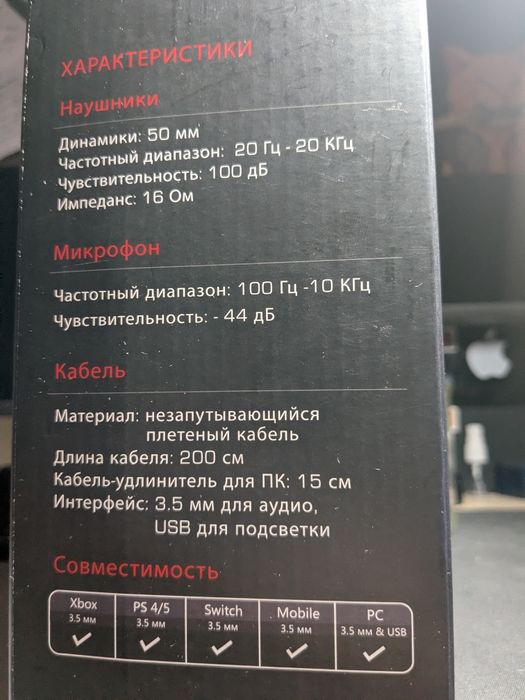 ХАРАКТЕРИСТИКИ
Наушники
Динамики: 50 мм
Частотный диапазон: 20 Гц - 20 КГц
Чувствительность: 100 дБ
Импеданс: 16 Ом
Микрофон
Частотный диапазон: 100 Гц -10 КГц
Чувствительность: - 44 дБ
Кабель
Материал: незапутывающийся
плетеный кабель
Длина кабеля: 200 см
Кабель-удлинитель для ПК: 15 см
Интерфейс: 3.5 мм для аудио,
USB для подсветки
Совместимость
Xbox PS 4/5 Switch Mobile PC
3.5 мм 3.5 мм 3.5 мм 3.5 мм 3.5 мм & USB